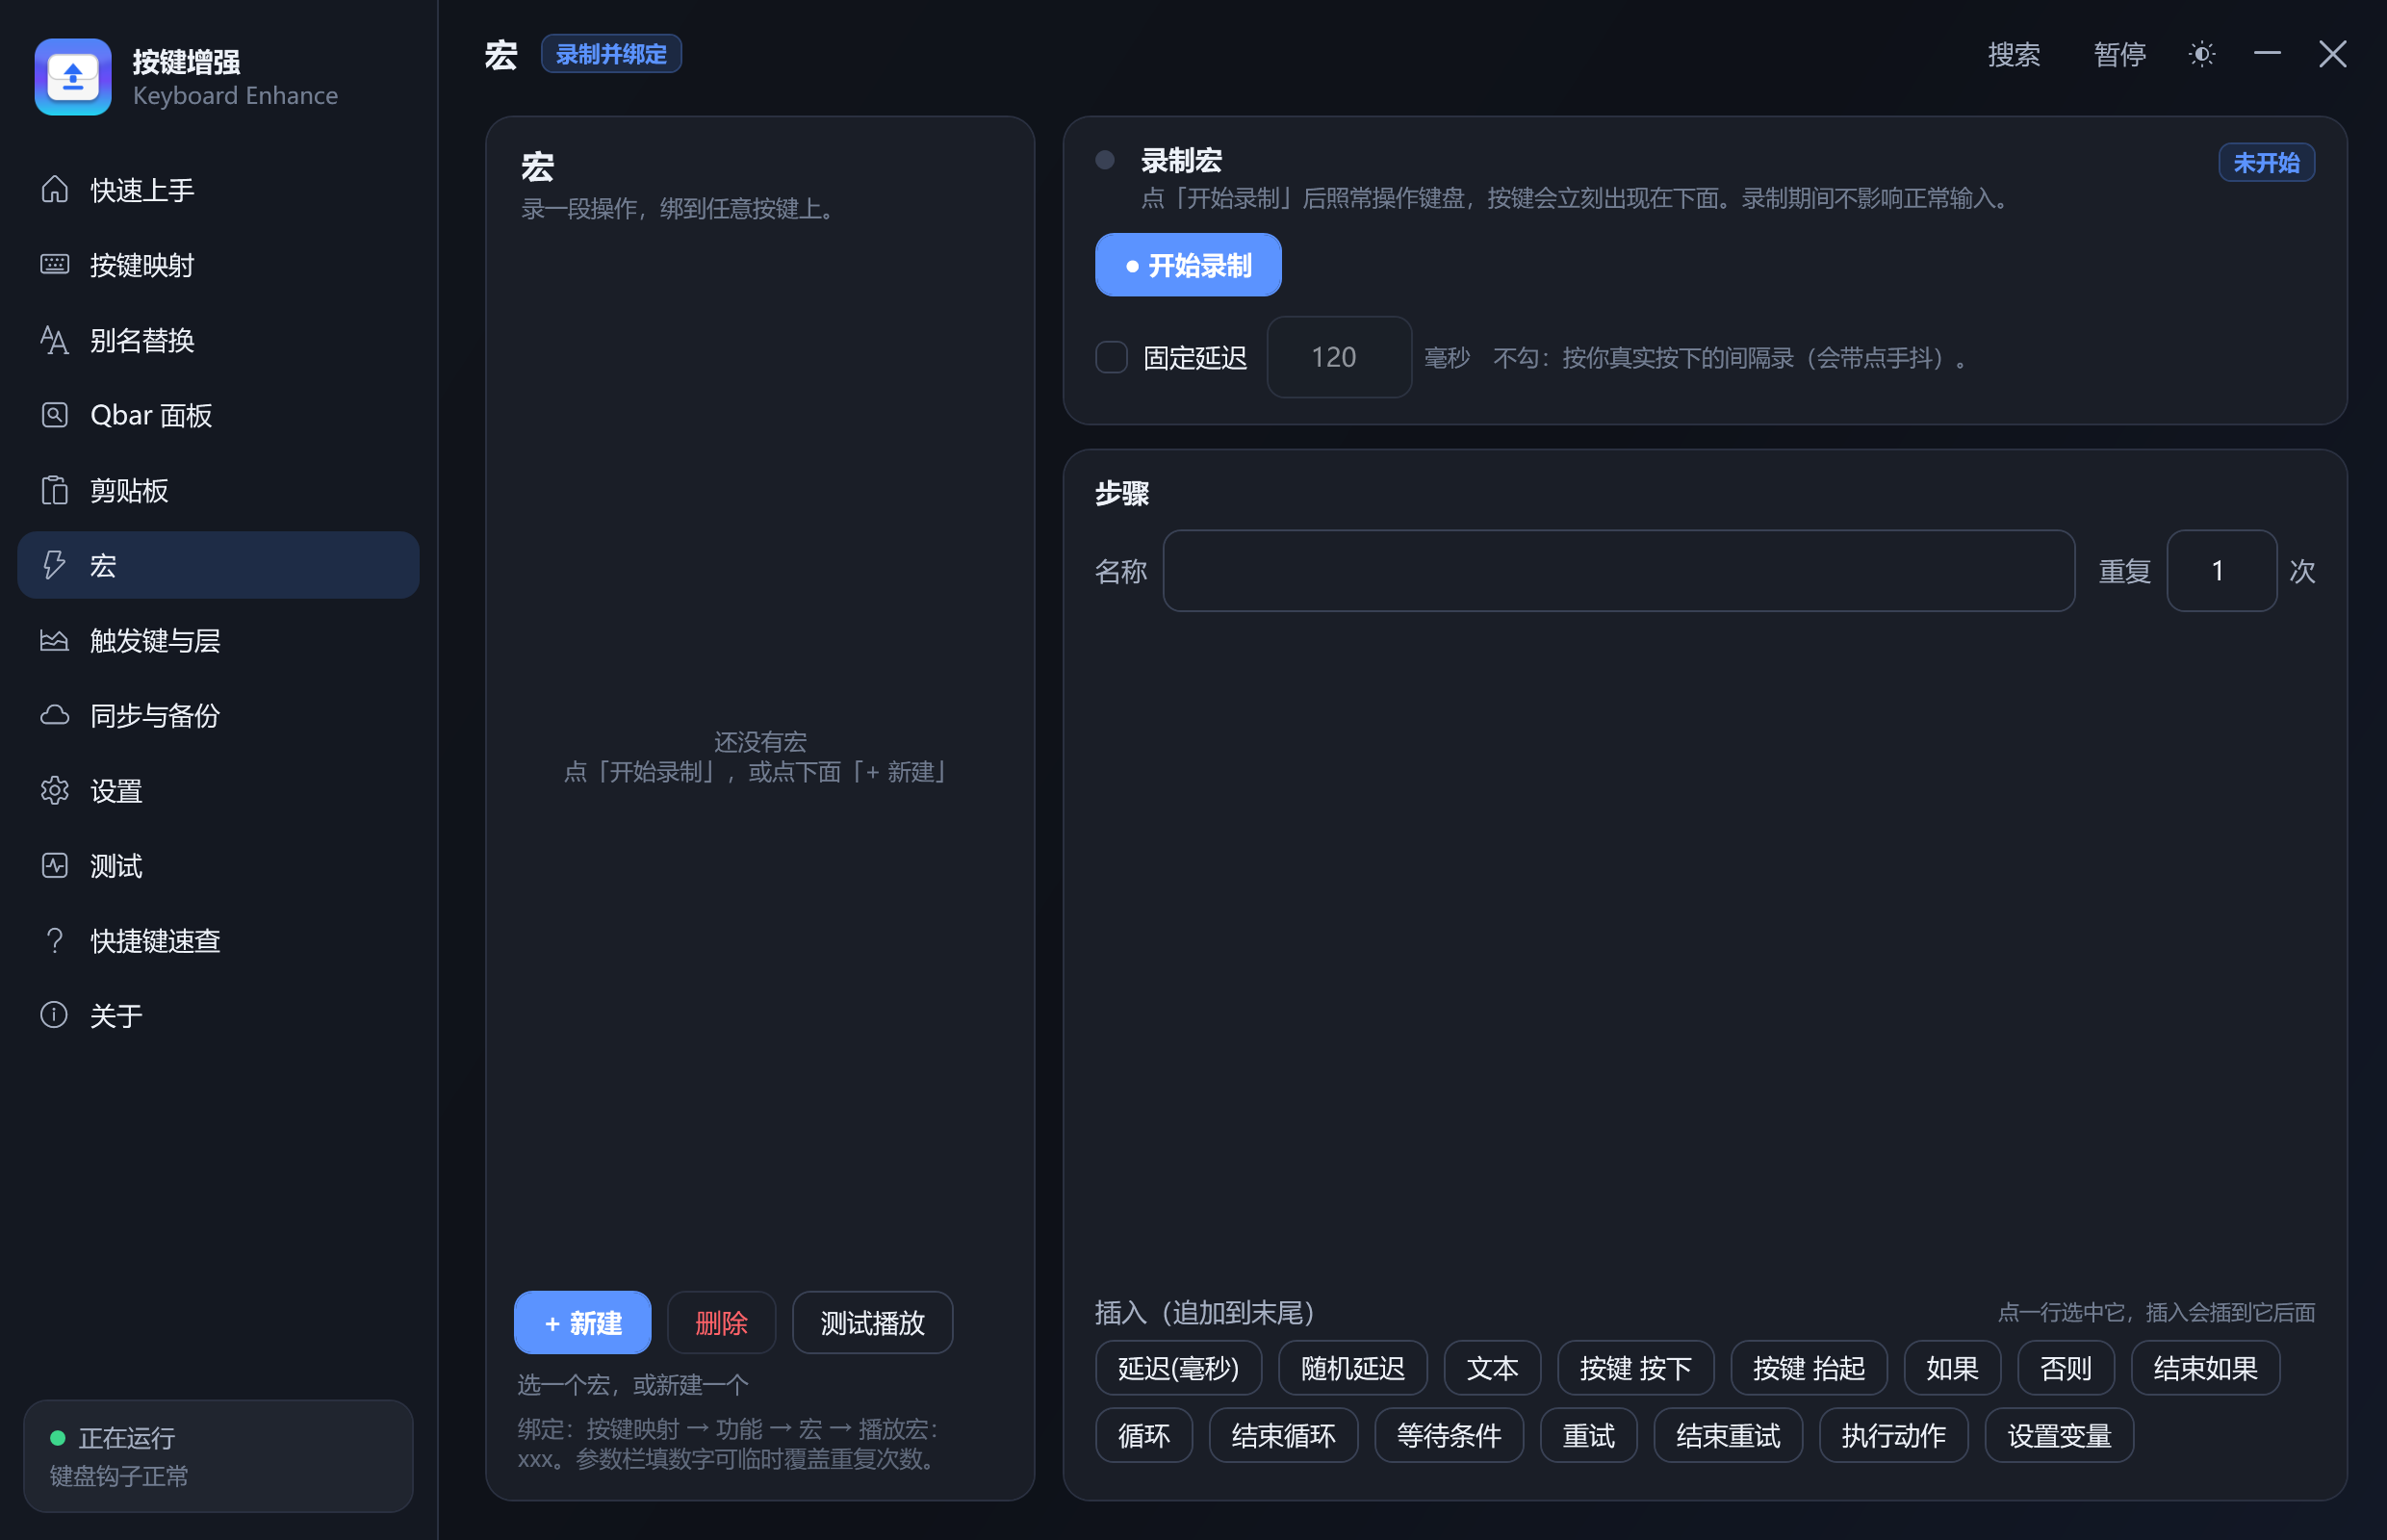 按键增强
Keyboard Enhance
快速上手
按键映射
别名替换
Qbar 面板
剪贴板
宏
触发键与层
同步与备份
设置
测试
快捷键速查
关于
正在运行
键盘钩子正常
宏 录制并绑定
搜索 暂停
宏
录一段操作，绑到任意按键上。
还没有宏
点「开始录制」，或点下面「+ 新建」
+ 新建 删除 测试播放
选一个宏，或新建一个
绑定：按键映射 → 功能 → 宏 → 播放宏：
xxx。参数栏填数字可临时覆盖重复次数。
录制宏 未开始
点「开始录制」后照常操作键盘，按键会立刻出现在下面。录制期间不影响正常输入。
开始录制
固定延迟 120 毫秒 不勾：按你真实按下的间隔录（会带点手抖）。
步骤
名称 重复 1 次
插入（追加到末尾） 点一行选中它，插入会插到它后面
延迟(毫秒) 随机延迟 文本 按键 按下 按键 抬起 如果 否则 结束如果
循环 结束循环 等待条件 重试 结束重试 执行动作 设置变量